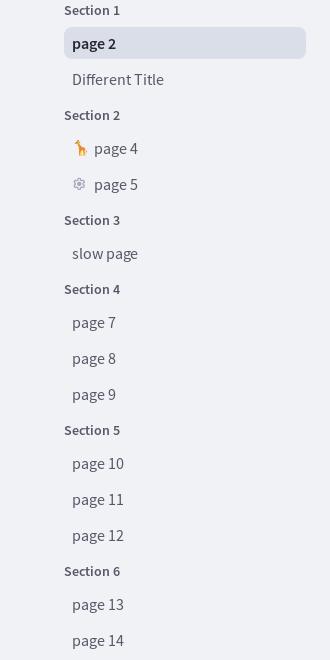 Section 1
page 2
Different Title
Section 2
page 4
page 5
Section 3
slow page
Section 4
page 7
page 8
page 9
Section 5
page 10
page 11
page 12
Section 6
page 13
page 14